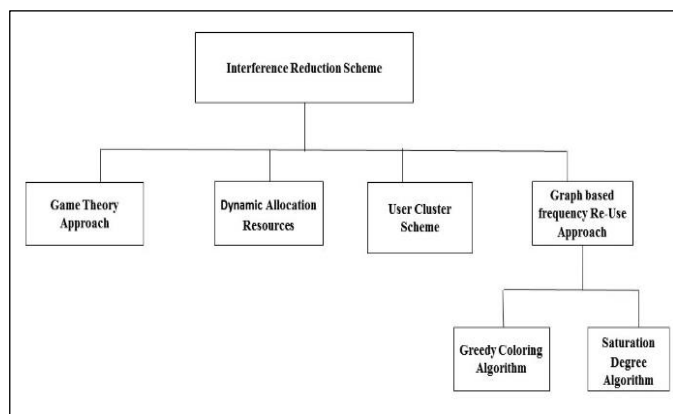 Interference Reduction Scheme
Game Theory
Approach
Dynamic Allocation
Resources
User Cluster
Scheme
Graph based
frequency Re-Use
Approach
Greedy Coloring
Algorithm
Saturation
Degree
Algorithm